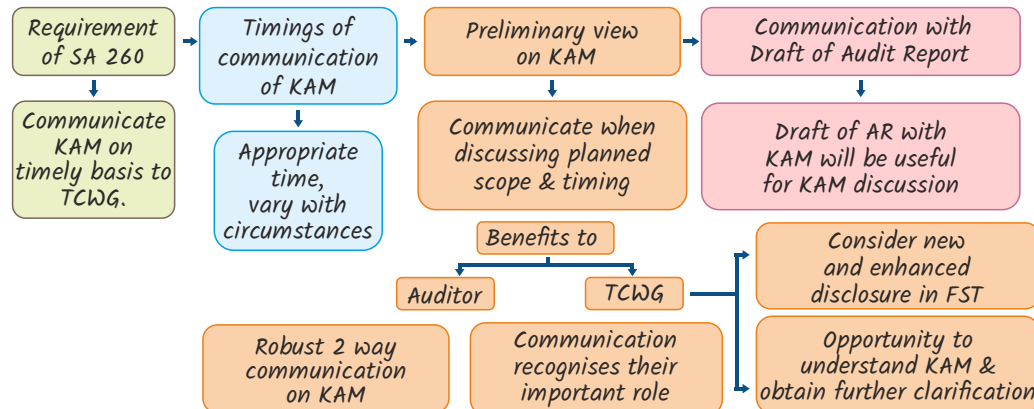 Requirement
of SA 260
Timings of
communication
of KAM
Preliminary view
on KAM
Communication with
Draft of Audit Report
Communicate
KAM on
timely basis to
TCWG.
Appropriate
time,
vary with
circumstances
Communicate when
discussing planned
scope & timing
Draft of AR with
KAM will be useful
for KAM discussion
Benefits to
Auditor
TCWG
Consider new
and enhanced
disclosure in FST
Robust 2 way
communication
on KAM
Communication
recognises their
important role
Opportunity to
understand KAM &
obtain further clarification